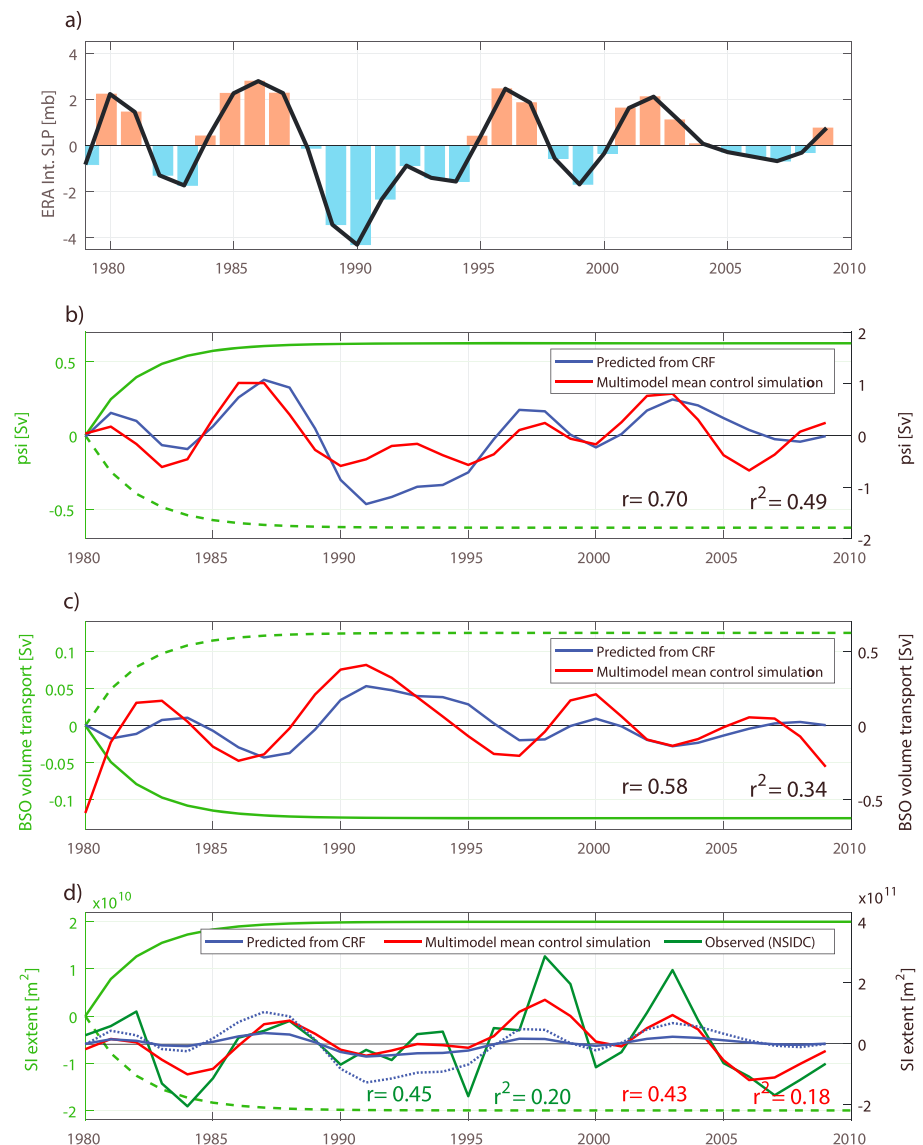 a)
ERA Int. SLP [mb]
4
2
0
-2
-4
1980 1985 1990 1995 2000 2005 2010
b)
psi [Sv]
0.5
0
-0.5
Predicted from CRF
Multimodel mean control simulation
r= 0.70 r²= 0.49
2
1
0
-1
-2
psi [Sv]
1980 1985 1990 1995 2000 2005 2010
c)
BSO volume transport [Sv]
0.1
0.05
0
-0.05
-0.1
Predicted from CRF
Multimodel mean control simulation
r= 0.58 r²= 0.34
0.5
0
-0.5
BSO volume transport [Sv]
1980 1985 1990 1995 2000 2005 2010
d)
x10¹⁰
x10¹¹
SI extent [m²]
2
1
0
-1
-2
Predicted from CRF Multimodel mean control simulation Observed (NSIDC)
r= 0.45 r²= 0.20 r= 0.43 r²= 0.18
4
2
0
-2
SI extent [m²]
1980 1985 1990 1995 2000 2005 2010